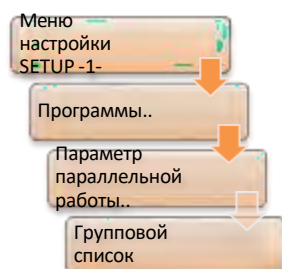 Меню
настройки
SETUP -1-
Программы..
Параметр
параллельной
работы..
Групповой
список